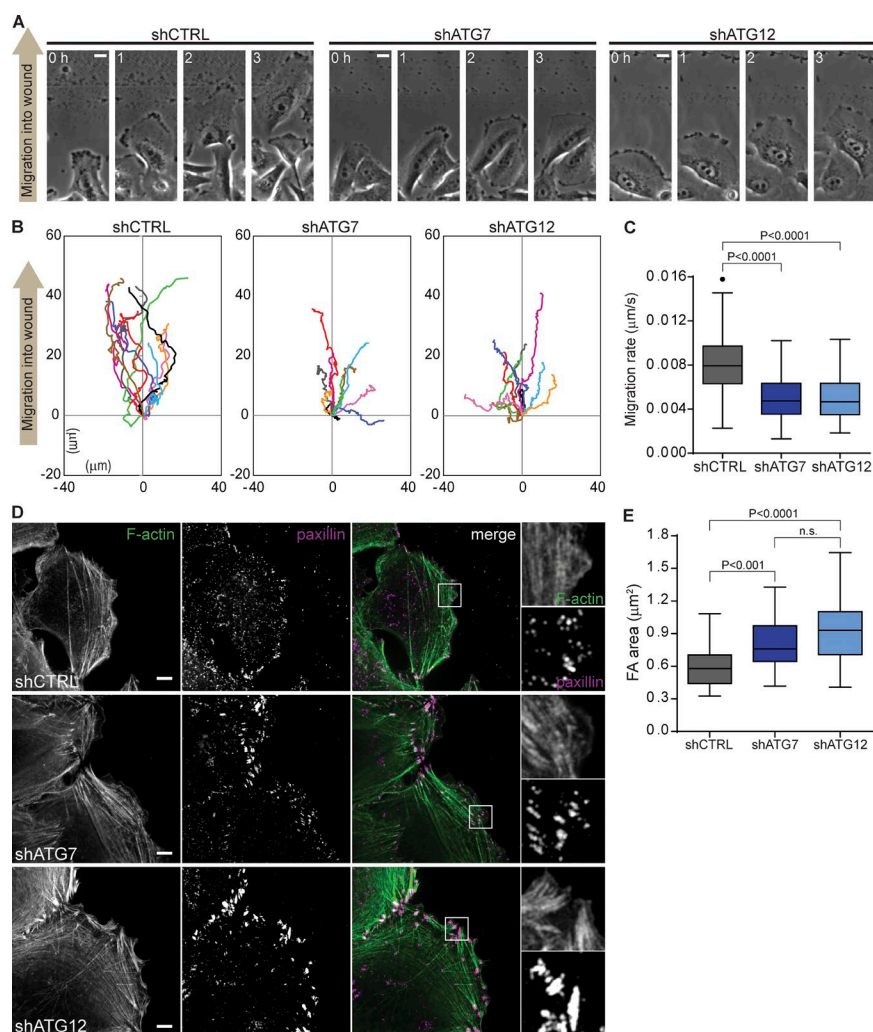 A
shCTRL
shATG7
shATG12
Migration into wound
0 h
1
2
3
0 h
1
2
3
0 h
1
2
3
B
shCTRL
shATG7
shATG12
Migration into wound
60
40
20
0
-20
(μm)
(μm)
-40
0
40
-40
0
40
-40
0
40
C
P<0.0001
P<0.0001
Migration rate (μm/s)
0.016
0.012
0.008
0.004
0.000
shCTRL
shATG7
shATG12
D
F-actin
paxillin
merge
F-actin
paxillin
shCTRL
shATG7
shATG12
E
P<0.0001
n.s.
P<0.001
FA area (μm²)
1.8
1.5
1.2
0.9
0.6
0.3
0.0
shCTRL
shATG7
shATG12